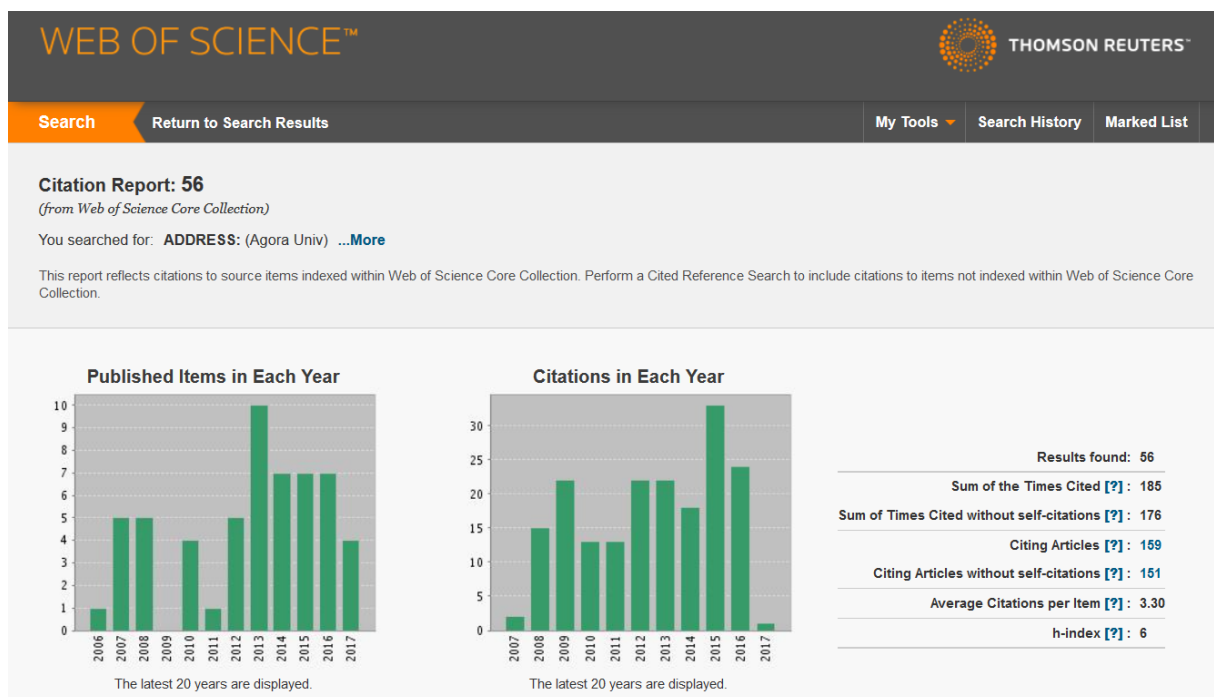 WEB OF SCIENCE™
THOMSON REUTERS™
Search
Return to Search Results
My Tools
Search History
Marked List
Citation Report: 56
(from Web of Science Core Collection)
You searched for: ADDRESS: (Agora Univ) ...More
This report reflects citations to source items indexed within Web of Science Core Collection. Perform a Cited Reference Search to include citations to items not indexed within Web of Science Core
Collection.
Published Items in Each Year
10
9
8
7
6
5
4
3
2
1
0
2006
2007
2008
2009
2010
2011
2012
2013
2014
2015
2016
2017
The latest 20 years are displayed.
Citations in Each Year
30
25
20
15
10
5
0
2007
2008
2009
2010
2011
2012
2013
2014
2015
2016
2017
The latest 20 years are displayed.
Results found: 56
Sum of the Times Cited [?] : 185
Sum of Times Cited without self-citations [?] : 176
Citing Articles [?] : 159
Citing Articles without self-citations [?] : 151
Average Citations per Item [?] : 3.30
h-index [?] : 6